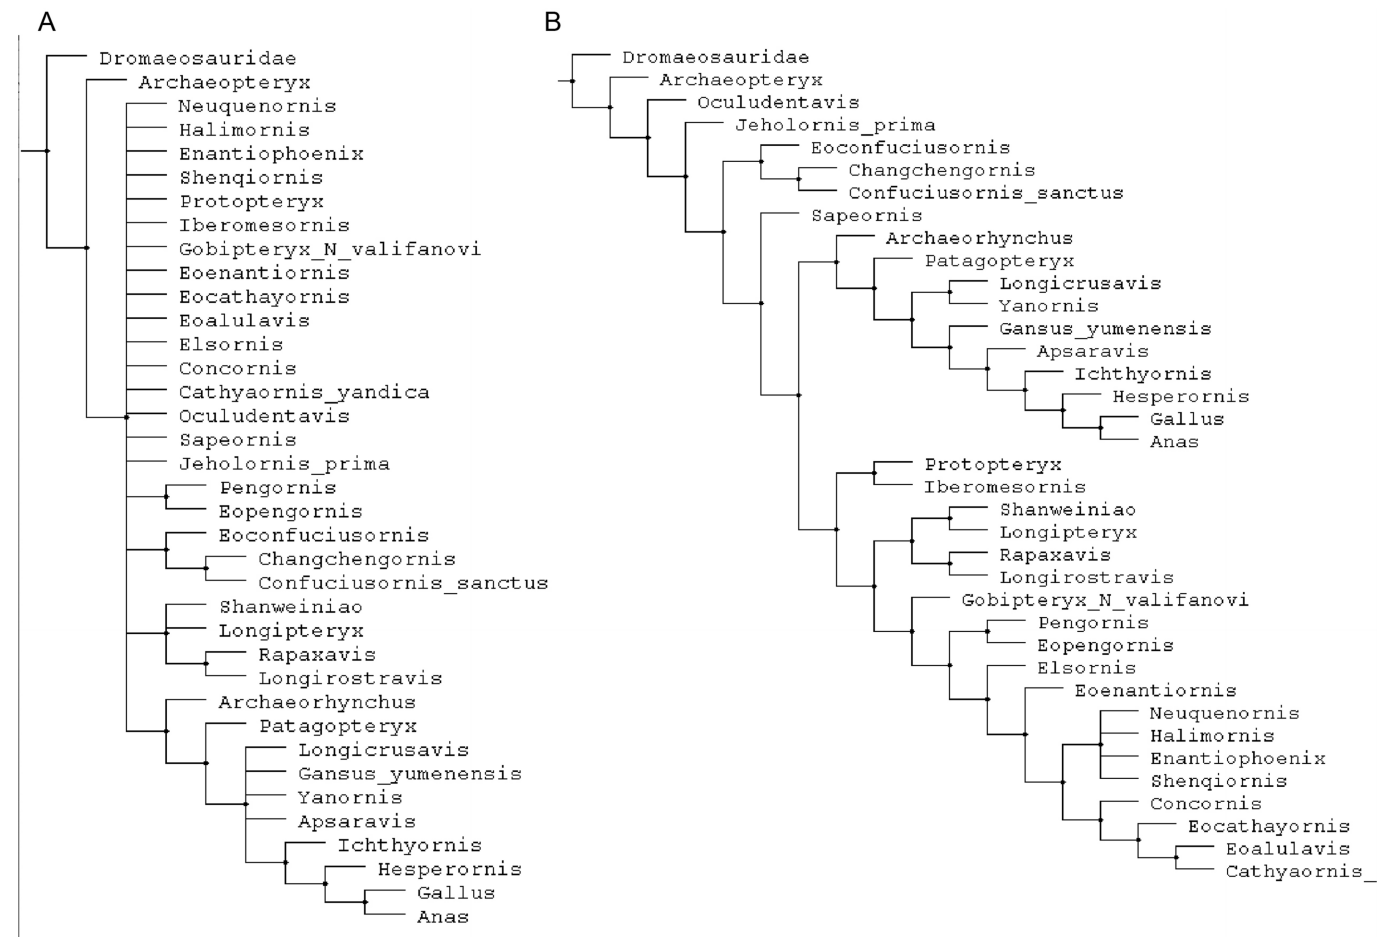 A
Dromaeosauridae
Archaeopteryx
Neuquenornis
Halimornis
Enantiophoenix
Shenqiornis
Protopteryx
Iberomesornis
Gobipteryx_N_valifanovi
Eoenantiornis
Eocathayornis
Eoalulavis
Elsornis
Concornis
Cathyaornis_yandica
Oculudentavis
Sapeornis
Jeholornis_prima
Pengornis
Eopengornis
Eoconfuciusornis
Changchengornis
Confuciusornis_sanctus
Shanweiniao
Longipteryx
Rapaxavis
Longirostravis
Archaeorhynchus
Patagopteryx
Longicrusavis
Gansus_yumenensis
Yanornis
Apsaravis
Ichthyornis
Hesperornis
Gallus
Anas
B
Dromaeosauridae
Archaeopteryx
Oculudentavis
Jeholornis_prima
Eoconfuciusornis
Changchengornis
Confuciusornis_sanctus
Sapeornis
Archaeorhynchus
Patagopteryx
Longicrusavis
Yanornis
Gansus_yumenensis
Apsaravis
Ichthyornis
Hesperornis
Gallus
Anas
Protopteryx
Iberomesornis
Shanweiniao
Longipteryx
Rapaxavis
Longirostravis
Gobipteryx_N_valifanovi
Pengornis
Eopengornis
Elsornis
Eoenantiornis
Neuquenornis
Halimornis
Enantiophoenix
Shenqiornis
Concornis
Eocathayornis
Eoalulavis
Cathyaornis_